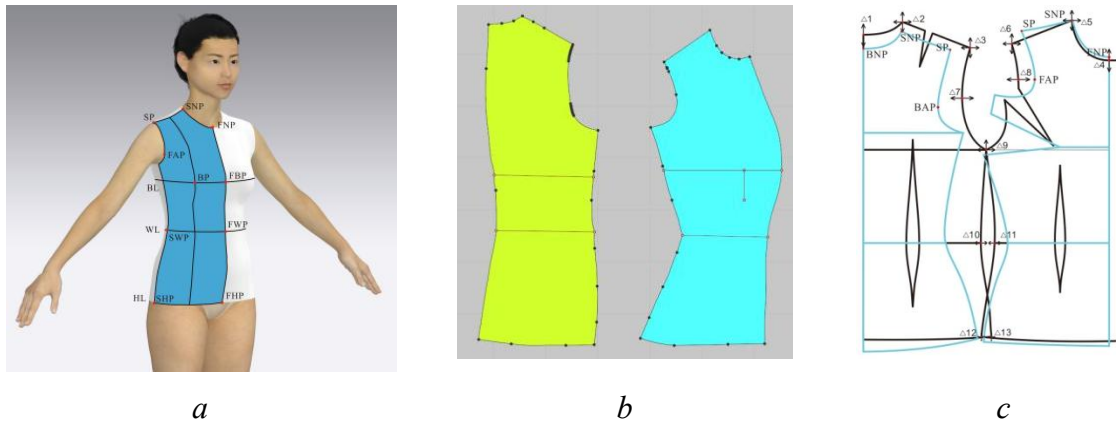 SNP
SP
FNP
FAP
BP
FBP
BL
WL
FWP
SWP
HL
SHP
FHP
△1
△2
△3
SNP
SP
BNP
BAP
△7
△6
SP
SNP
△5
FNP
△4
△8
FAP
△9
△10
△11
△12
△13
a
b
c